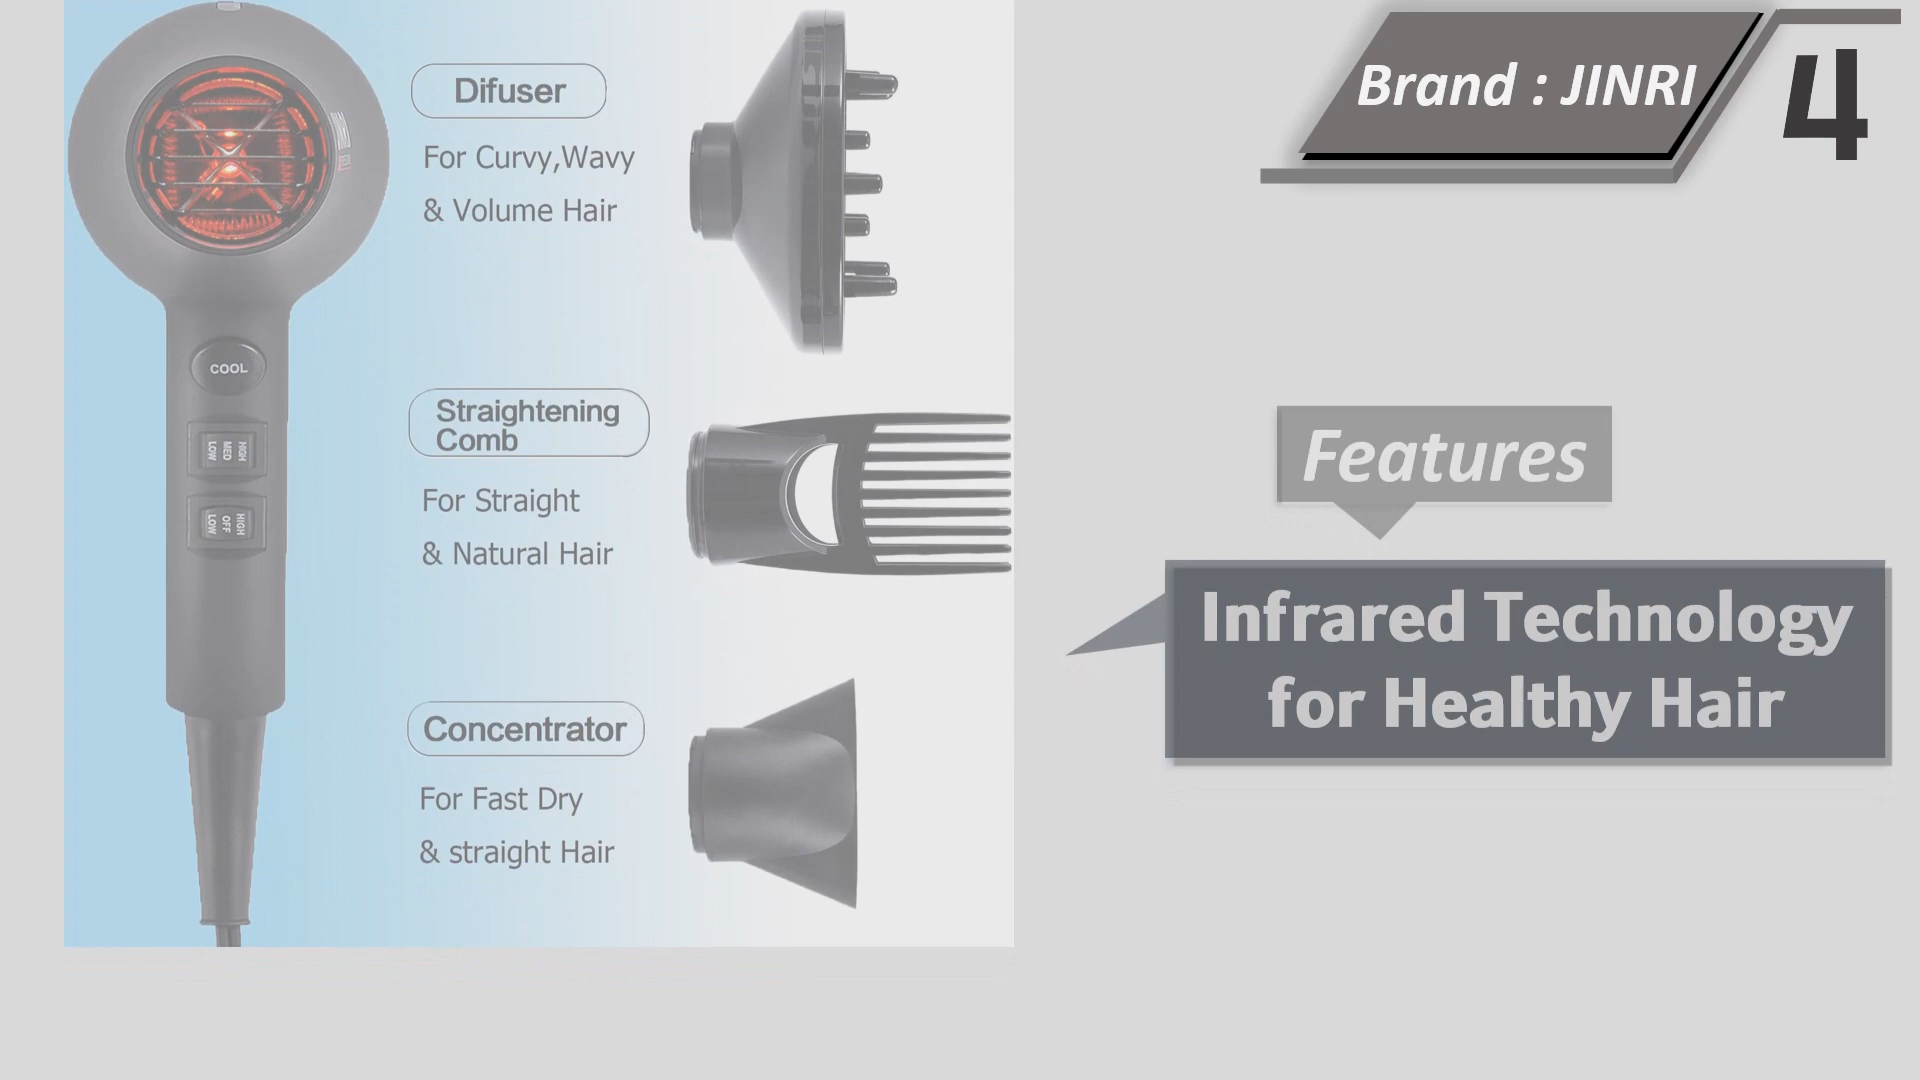 Brand : JINRI
4
Difuser
For Curvy,Wavy
& Volume Hair
COOL
HIGH
MED
LOW
HIGH
OFF
LOW
Straightening
Comb
For Straight
& Natural Hair
Concentrator
For Fast Dry
& straight Hair
Features
Infrared Technology
for Healthy Hair